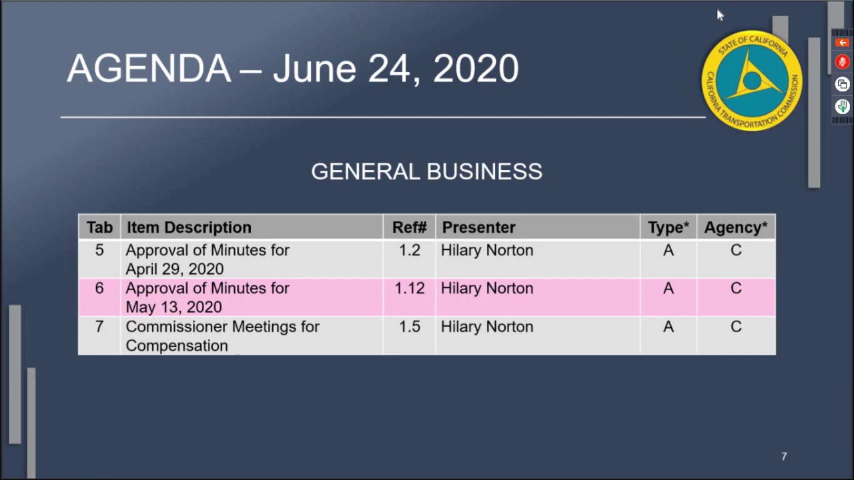 AGENDA – June 24, 2020
STATE OF CALIFORNIA
CALIFORNIA TRANSPORTATION COMMISSION
GENERAL BUSINESS
Tab Item Description Ref# Presenter Type* Agency*
5 Approval of Minutes for 1.2 Hilary Norton A C
April 29, 2020
6 Approval of Minutes for 1.12 Hilary Norton A C
May 13, 2020
7 Commissioner Meetings for 1.5 Hilary Norton A C
Compensation
7